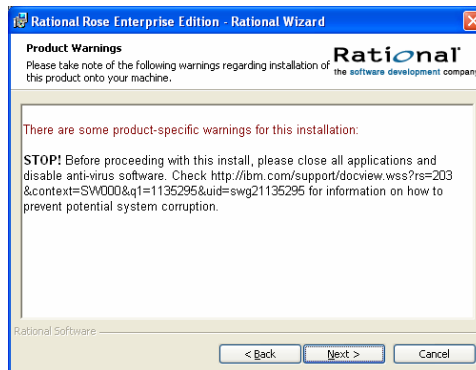 Rational Rose Enterprise Edition - Rational Wizard
Product Warnings
Please take note of the following warnings regarding installation of
this product onto your machine.
Rational
the software development company
There are some product-specific warnings for this installation:
STOP! Before proceeding with this install, please close all applications and
disable anti-virus software. Check http://ibm.com/support/docview.wss?rs=203
&context=SW000&q1=1135295&uid=swg21135295 for information on how to
prevent potential system corruption.
Rational Software
< Back Next > Cancel